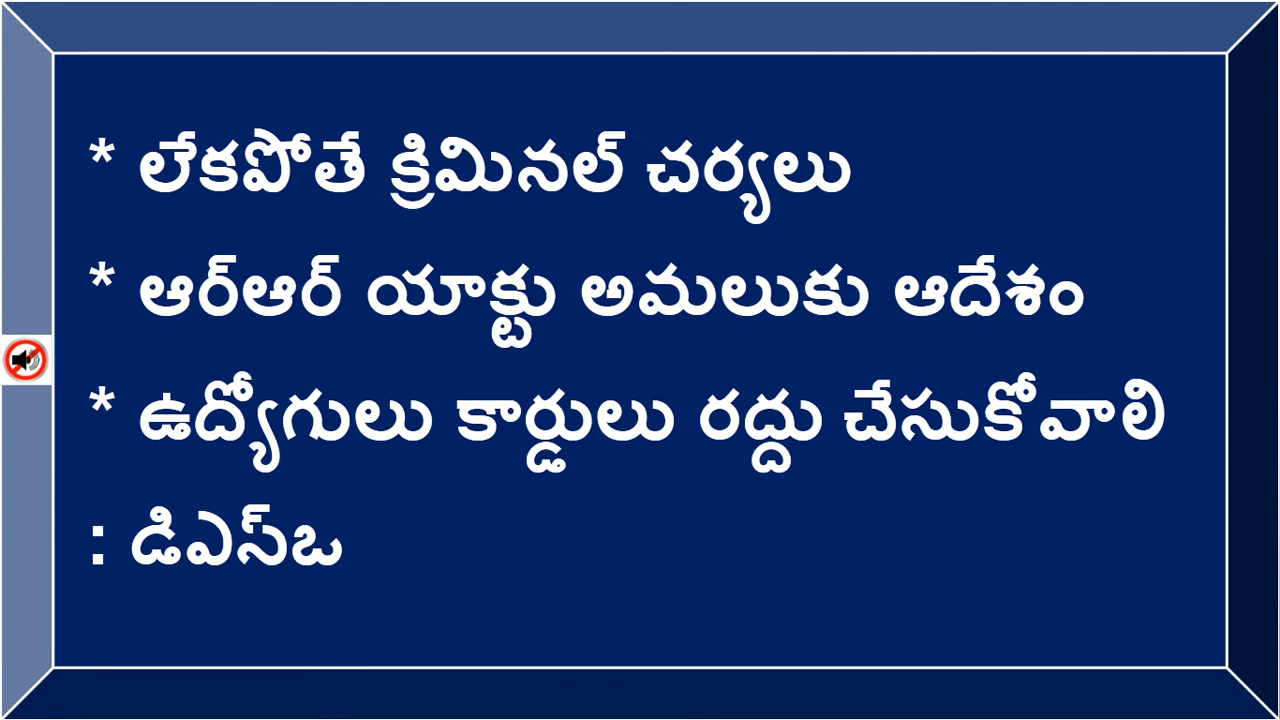 * లేకపోతే క్రిమినల్ చర్యలు
* ఆర్ఆర్ యాక్టు అమలుకు ఆదేశం
* ఉద్యోగులు కార్డులు రద్దు చేసుకోవాలి
: డిఎస్ఒ